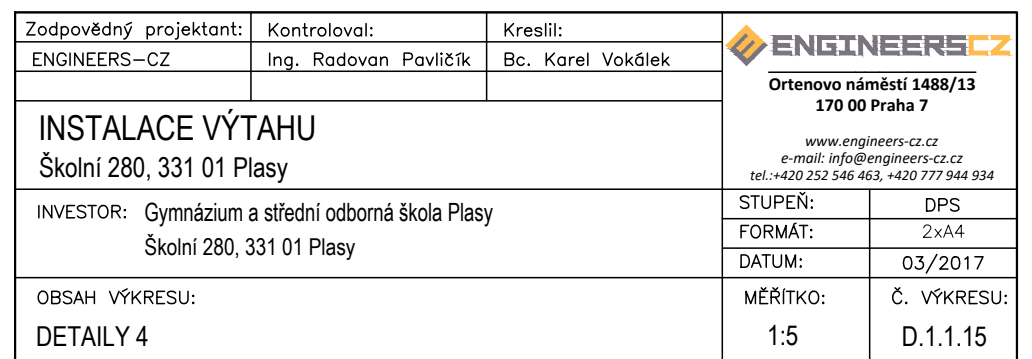 Zodpovědný projektant: Kontroloval: Kreslil:
ENGINEERS-CZ Ing. Radovan Pavličík Bc. Karel Vokálek
ENGINEERSCZ
Ortenovo náměstí 1488/13
170 00 Praha 7
www.engineers-cz.cz
e-mail: info@engineers-cz.cz
tel.:+420 252 546 463, +420 777 944 934
INSTALACE VÝTAHU
Školní 280, 331 01 Plasy
INVESTOR: Gymnázium a střední odborná škola Plasy
Školní 280, 331 01 Plasy
STUPEŇ: DPS
FORMÁT: 2xA4
DATUM: 03/2017
OBSAH VÝKRESU:
DETAILY 4
MĚŘÍTKO: Č. VÝKRESU:
1:5 D.1.1.15